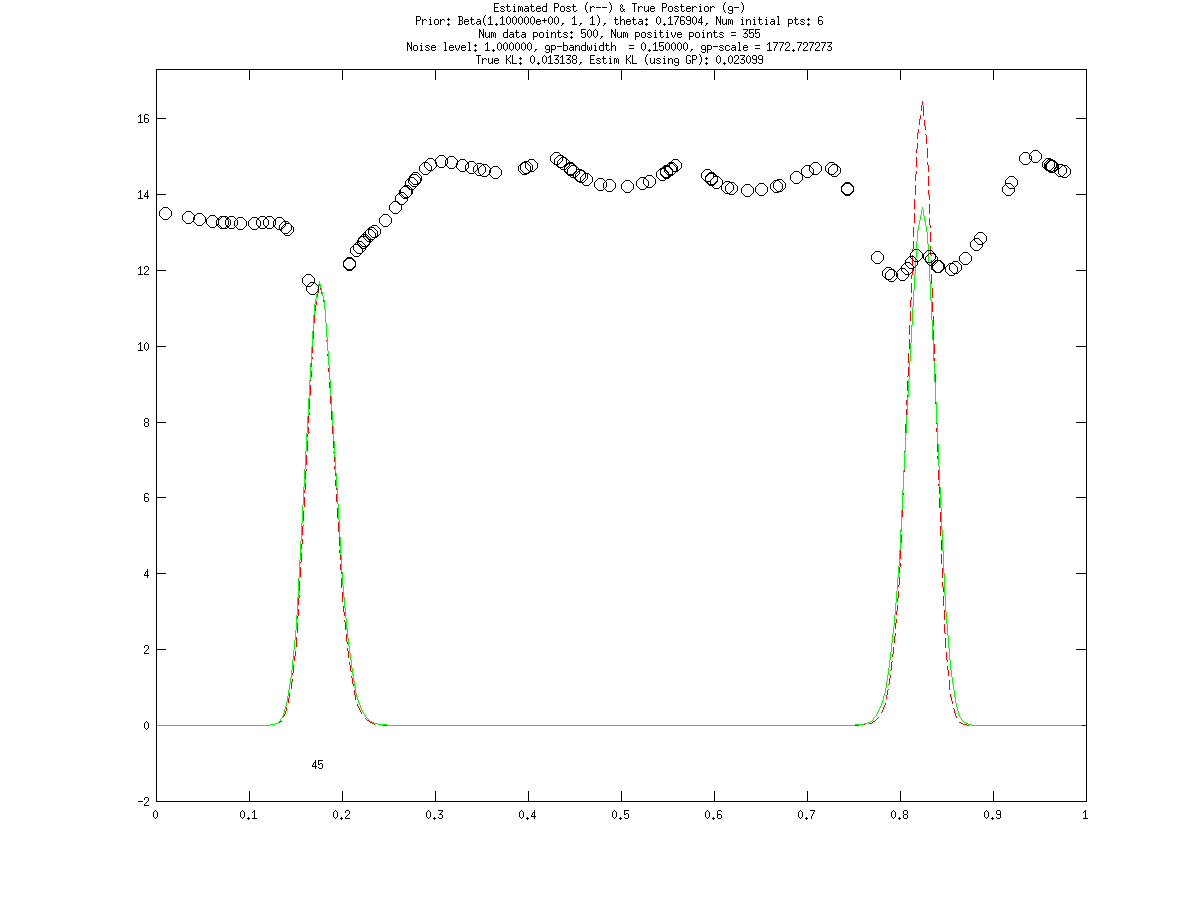 Estimated Post (r--) & True Posterior (g-)
Prior: Beta(1.100000e+00, 1, 1), theta: 0.176904, Num initial pts: 6
Num data points: 500, Num positive points = 355
Noise level: 1.000000, gp-bandwidth  = 0.150000, gp-scale = 1772.727273
True KL: 0.013138, Estim KL (using GP): 0.023099
16
14
12
10
8
6
4
2
0
45
-2
0 0.1 0.2 0.3 0.4 0.5 0.6 0.7 0.8 0.9 1